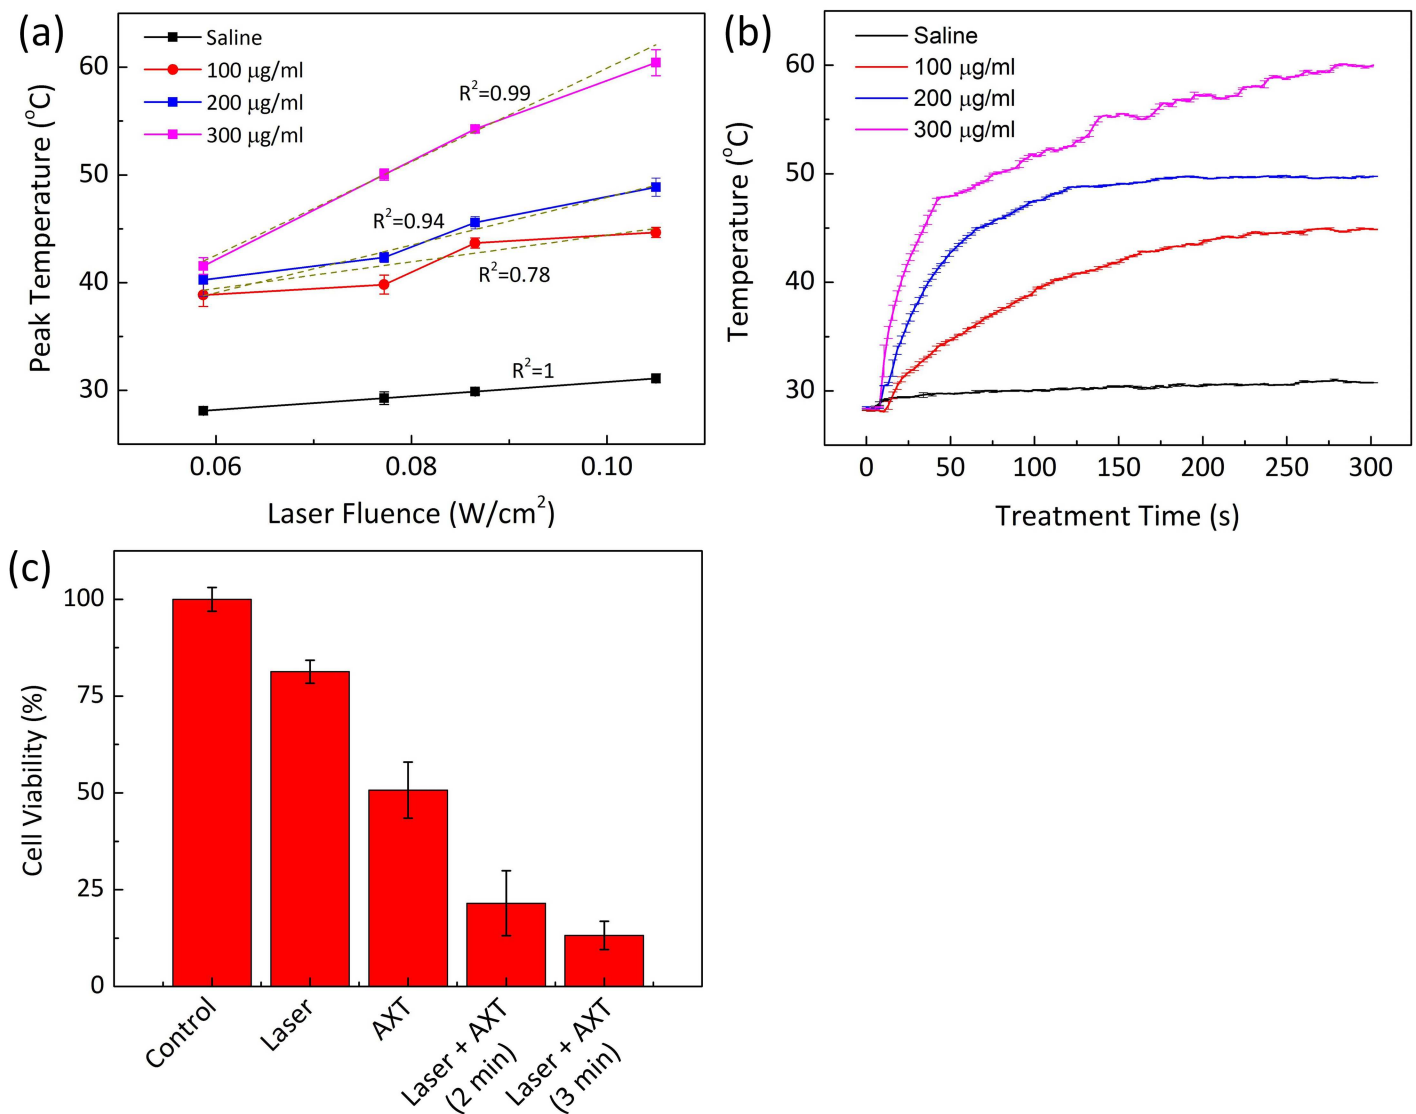 (a)
Saline
100 μg/ml
200 μg/ml
300 μg/ml
R²=0.99
R²=0.94
R²=0.78
R²=1
60
50
40
30
0.06 0.08 0.10
Peak Temperature (°C)
Laser Fluence (W/cm²)
(b)
Saline
100 μg/ml
200 μg/ml
300 μg/ml
60
50
40
30
0 50 100 150 200 250 300
Temperature (°C)
Treatment Time (s)
(c)
100
75
50
25
0
Cell Viability (%)
Control
Laser
AXT
Laser + AXT
(2 min)
Laser + AXT
(3 min)